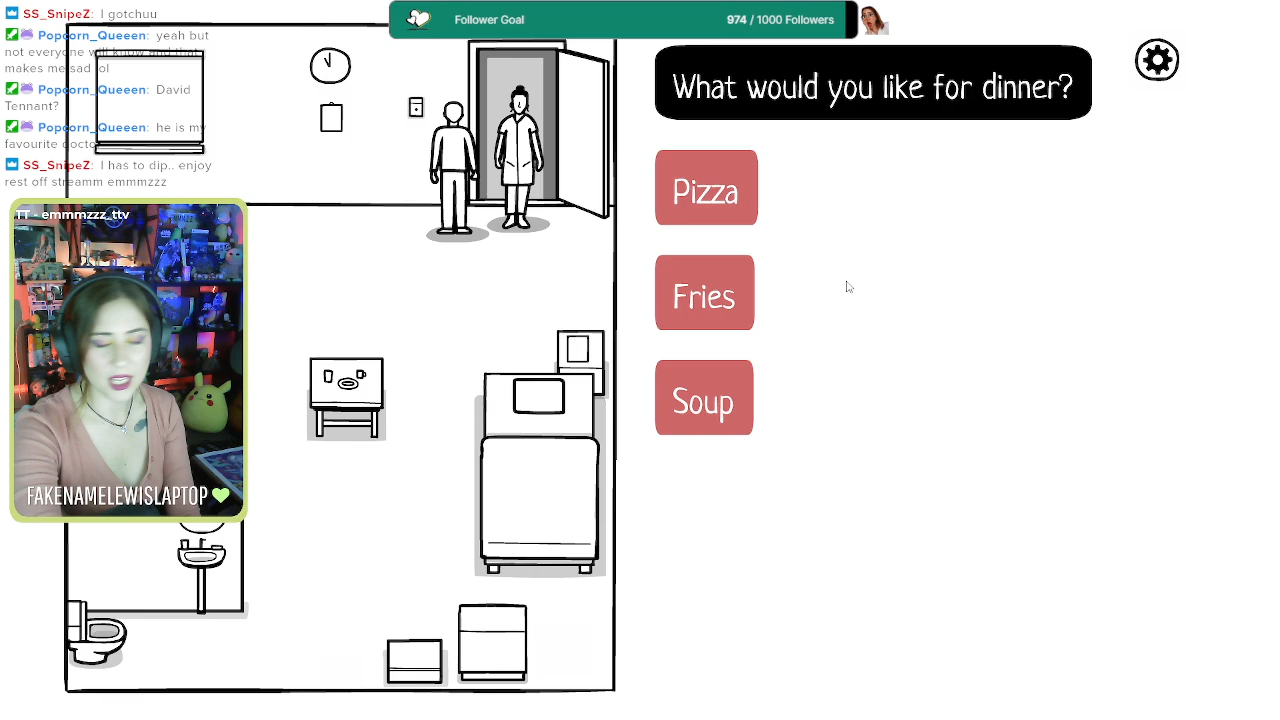 SS_SnipeZ: I gotchuu
Popcorn_Queeen: yeah but
not everyone will know and that
makes me sad lol
Popcorn_Queeen: David
Tennant?
Popcorn_Queeen: he is my
favourite docto
SS_SnipeZ: I has to dip.. enjoy
rest off streamm emmmzzz
TT - emmmzzz_ttv
FAKENAMELEWISLAPTOP
Follower Goal
974 / 1000 Followers
What would you like for dinner?
Pizza
Fries
Soup